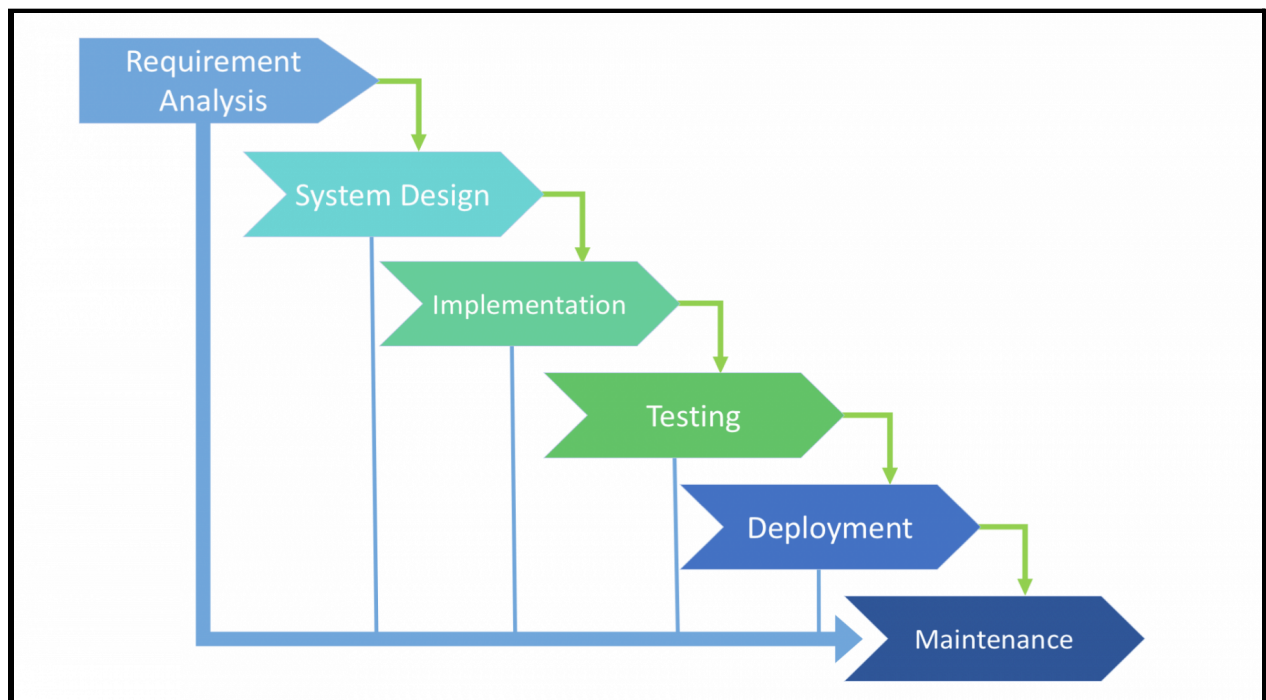 Requirement
Analysis
System Design
Implementation
Testing
Deployment
Maintenance